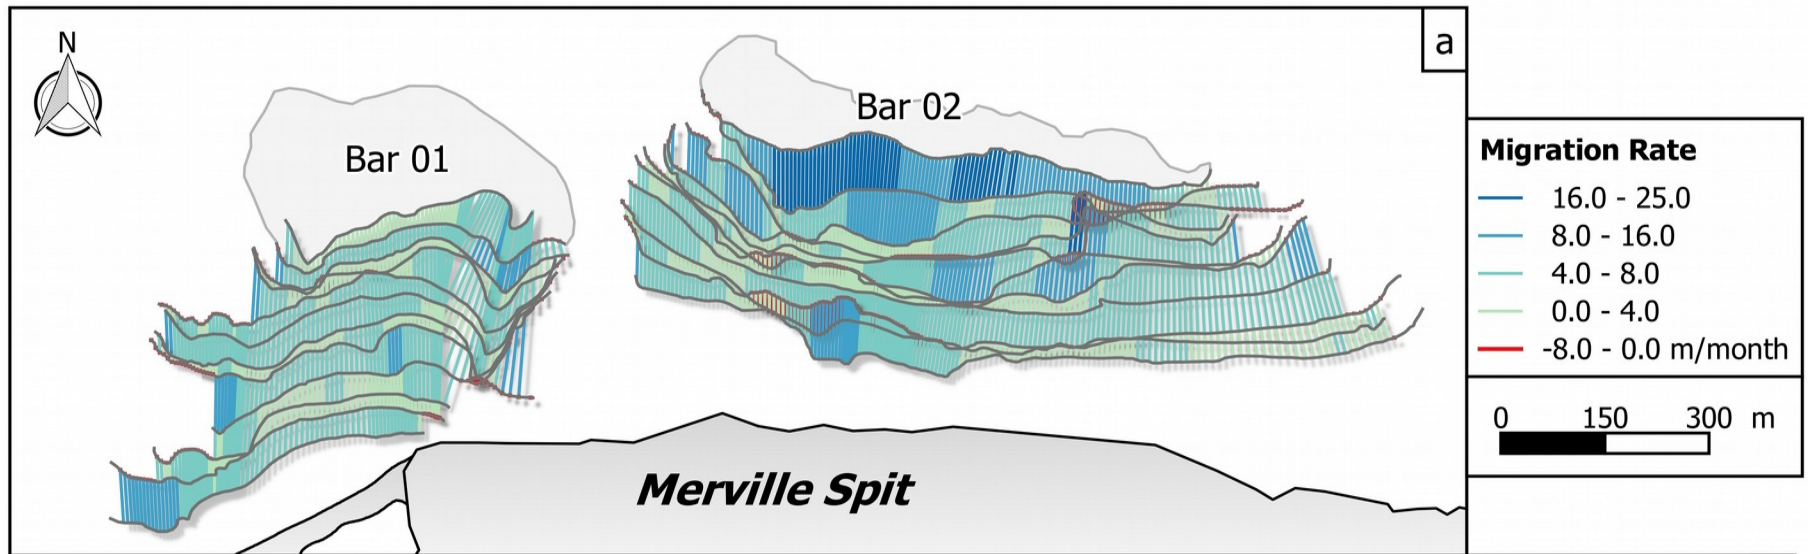 N
a
Bar 01
Bar 02
Merville Spit
Migration Rate
16.0 - 25.0
8.0 - 16.0
4.0 - 8.0
0.0 - 4.0
-8.0 - 0.0 m/month
0 150 300 m